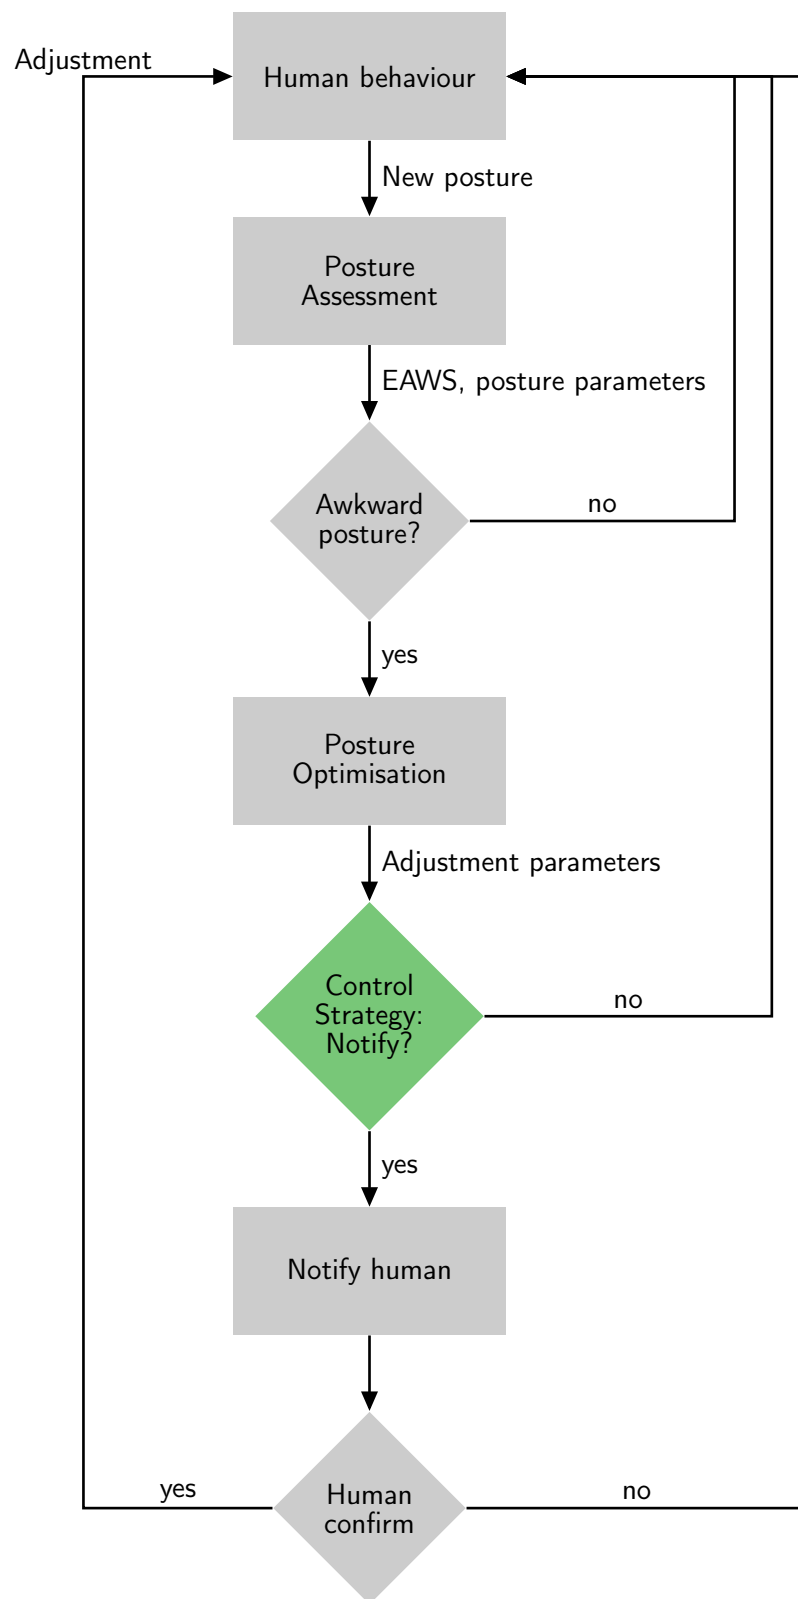 Adjustment
Human behaviour
New posture
Posture
Assessment
EAWS, posture parameters
Awkward
posture?
no
yes
Posture
Optimisation
Adjustment parameters
Control
Strategy:
Notify?
no
yes
Notify human
yes
Human
confirm
no